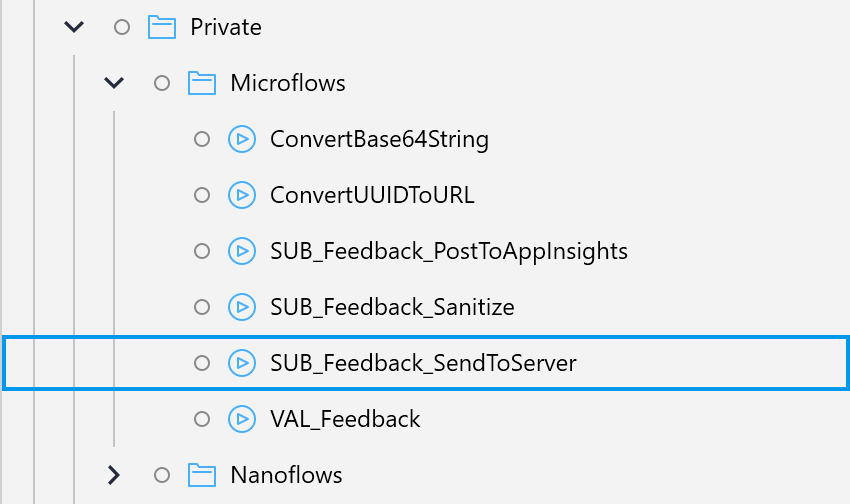 Private
Microflows
ConvertBase64String
ConvertUUIDToURL
SUB_Feedback_PostToAppInsights
SUB_Feedback_Sanitize
SUB_Feedback_SendToServer
VAL_Feedback
Nanoflows